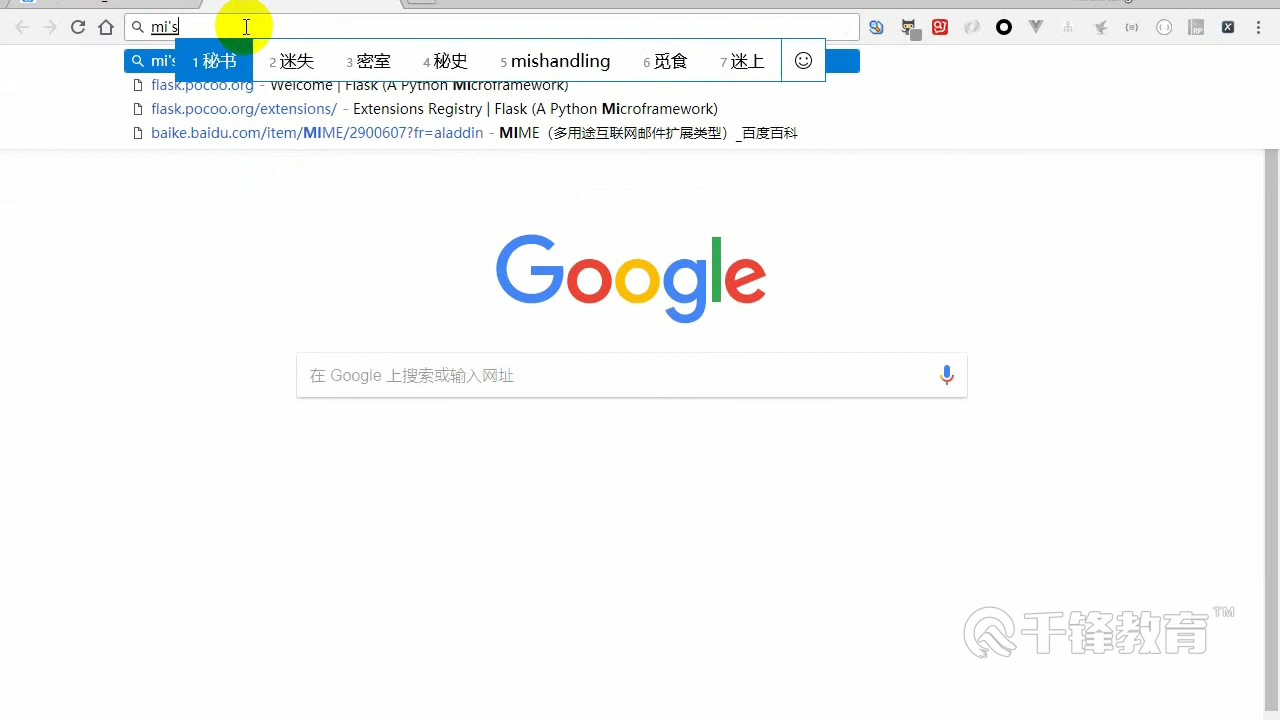 mi's
mi's 1 秘书 2 迷失 3 密室 4 秘史 5 mishandling 6 觅食 7 迷上
flask.pocoo.org - Welcome | Flask (A Python Microframework)
flask.pocoo.org/extensions/ - Extensions Registry | Flask (A Python Microframework)
baike.baidu.com/item/MIME/2900607?fr=aladdin - MIME（多用途互联网邮件扩展类型）_百度百科
Google
在 Google 上搜索或输入网址
千锋教育™